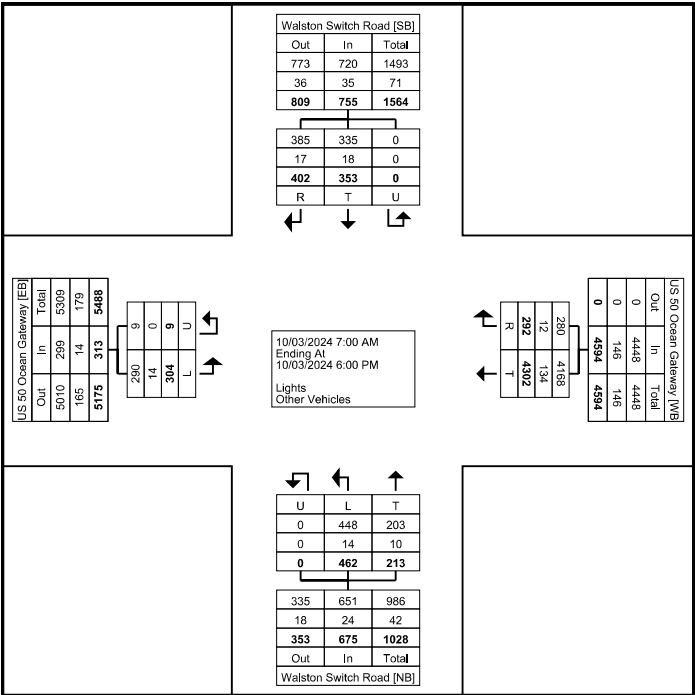 Walston Switch Road [SB]
Out In Total
773 720 1493
36 35 71
809 755 1564
385 335 0
17 18 0
402 353 0
R T U
US 50 Ocean Gateway [EB]
Total In Out
5309 299 5010
179 14 165
5488 313 5175
9 290
0 14
9 304
U L
10/03/2024 7:00 AM
Ending At
10/03/2024 6:00 PM
Lights
Other Vehicles
280 4168
12 134
292 4302
R T
US 50 Ocean Gateway [WB
Out In Total
0 4448 4448
0 146 146
0 4594 4594
U L T
0 448 203
0 14 10
0 462 213
335 651 986
18 24 42
353 675 1028
Out In Total
Walston Switch Road [NB]